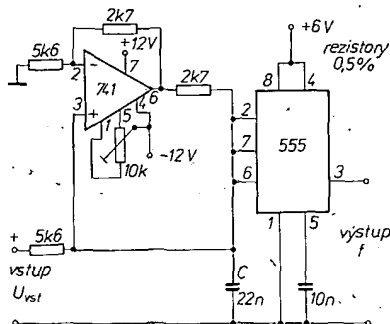 2k7
+12V
5k6
2
-
7
741
6
2k7
3
+
1
5
4
10k
-12V
+6V
rezistory
0,5%
8
4
2
7
555
6
3
1
5
+
5k6
vstup
Uvst
C
22n
10n
výstup
f